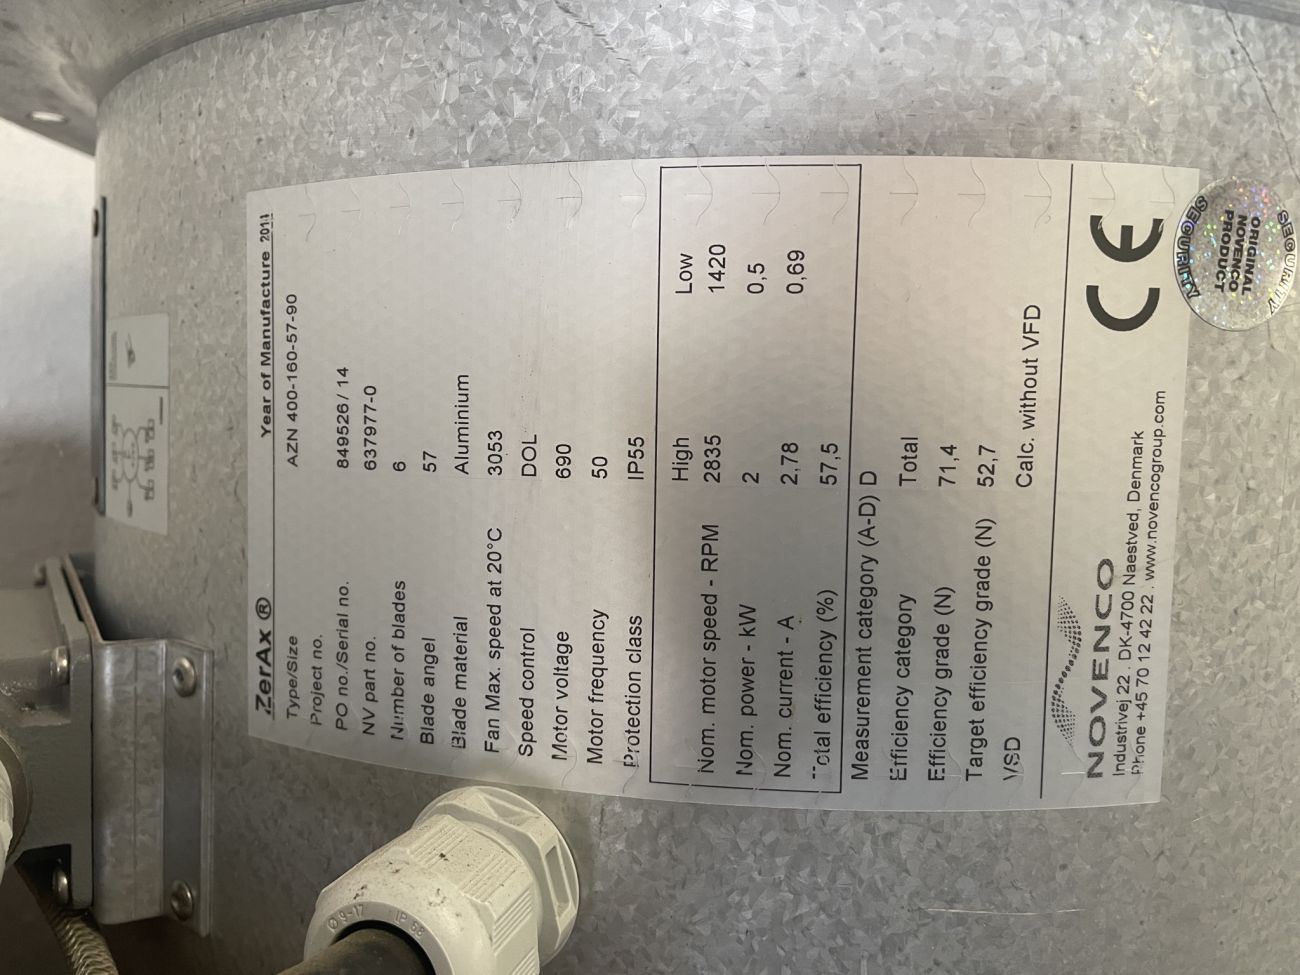 ZerAx ® Year of Manufacture 2011
Type/Size AZN 400-160-57-90
Project no.
PO no./Serial no. 849526 / 14
NV part no. 637977-0
Number of blades 6
Blade angel 57
Blade material Aluminium
Fan Max. speed at 20°C 3053
Speed control DOL
Motor voltage 690
Motor frequency 50
Protection class IP55
High Low
Nom. motor speed - RPM 2835 1420
Nom. power - kW 2 0,5
Nom. current - A 2,78 0,69
Total efficiency (%) 57,5
Measurement category (A-D) D
Efficiency category Total
Efficiency grade (N) 71,4
Target efficiency grade (N) 52,7
VSD Calc. without VFD
NOVENCO
Industrivej 22 . DK-4700 Naestved, Denmark
Phone +45 70 12 42 22 . www.novencogroup.com
CE
SECURITY
ORIGINAL
NOVENCO
PRODUCT
SECURITY
Ø 9-17 IP 68